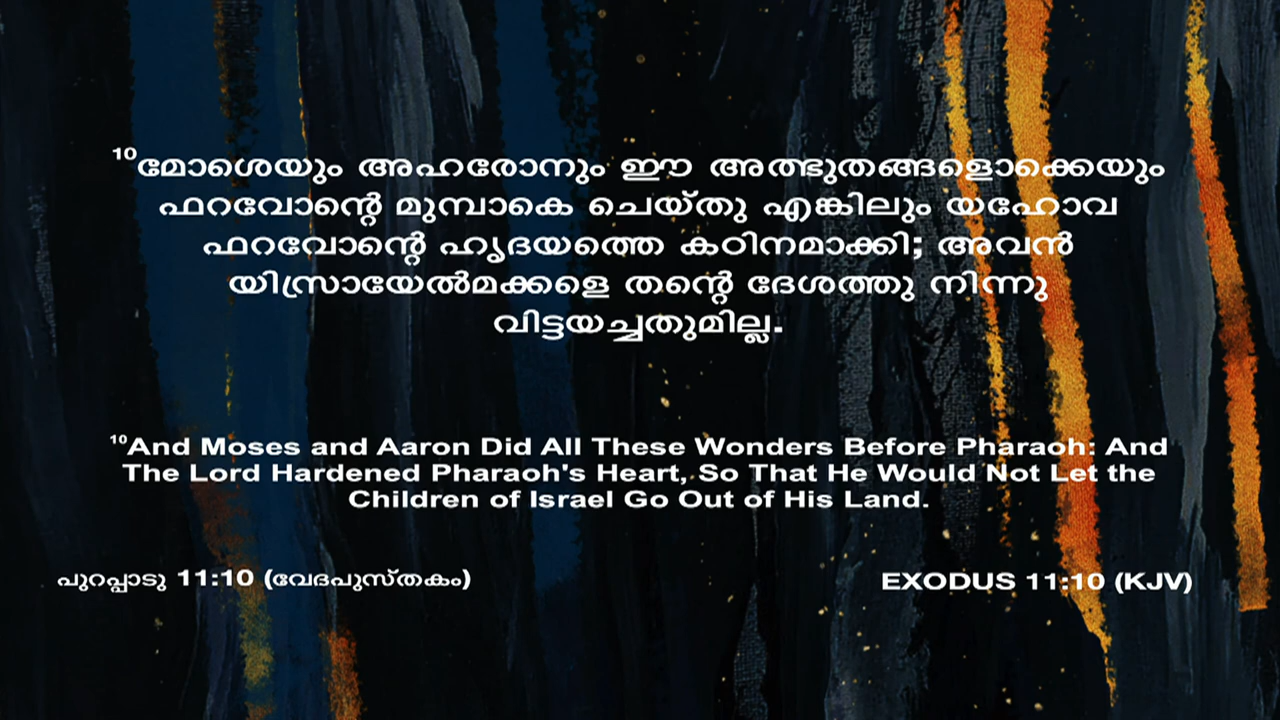 ¹⁰മോശെയും അഹരോനും ഈ അത്ഭുതങ്ങളൊക്കെയും
ഫറവോന്റെ മുമ്പാകെ ചെയ്തു എങ്കിലും യഹോവ
ഫറവോന്റെ ഹൃദയത്തെ കഠിനമാക്കി; അവൻ
യിസ്രായേൽമക്കളെ തന്റെ ദേശത്തു നിന്നു
വിട്ടയച്ചതുമില്ല.
¹⁰And Moses and Aaron Did All These Wonders Before Pharaoh: And
The Lord Hardened Pharaoh's Heart, So That He Would Not Let the
Children of Israel Go Out of His Land.
പുറപ്പാടു 11:10 (വേദപുസ്തകം)
EXODUS 11:10 (KJV)